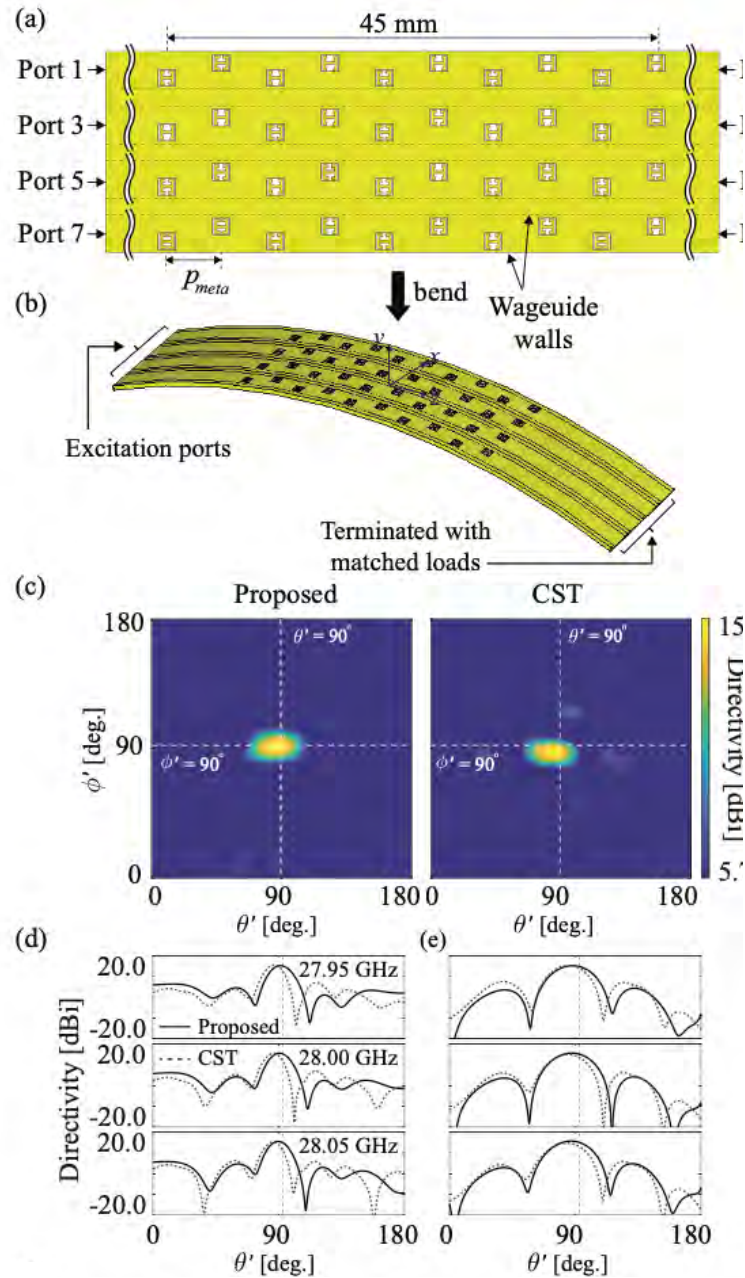 (a)
45 mm
Port 1
Port 3
Port 5
Port 7
p_meta
bend
Wageuide
walls
(b)
y
x
z
Excitation ports
Terminated with
matched loads
(c)
Proposed
CST
180
90
0
ϕ′ [deg.]
θ′ = 90°
ϕ′ = 90°
0
90
180
θ′ [deg.]
θ′ = 90°
ϕ′ = 90°
0
90
180
θ′ [deg.]
15
5.7
Directivity [dBi]
(d)
(e)
Directivity [dBi]
20.0
-20.0
27.95 GHz
Proposed
20.0
-20.0
CST
28.00 GHz
20.0
-20.0
28.05 GHz
0
90
180
θ′ [deg.]
0
90
180
θ′ [deg.]